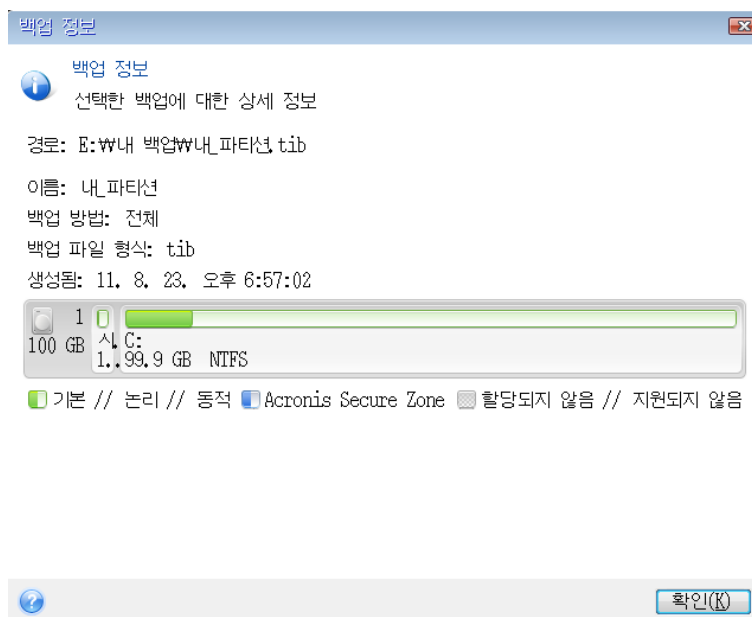 백업 정보
백업 정보
선택한 백업에 대한 상세 정보
경로: E:₩내 백업₩내_파티션.tib
이름: 내_파티션
백업 방법: 전체
백업 파일 형식: tib
생성됨: 11. 8. 23. 오후 6:57:02
1
100 GB
시.
1..
C:
99.9 GB NTFS
기본 // 논리 // 동적 Acronis Secure Zone 할당되지 않음 // 지원되지 않음
확인(K)